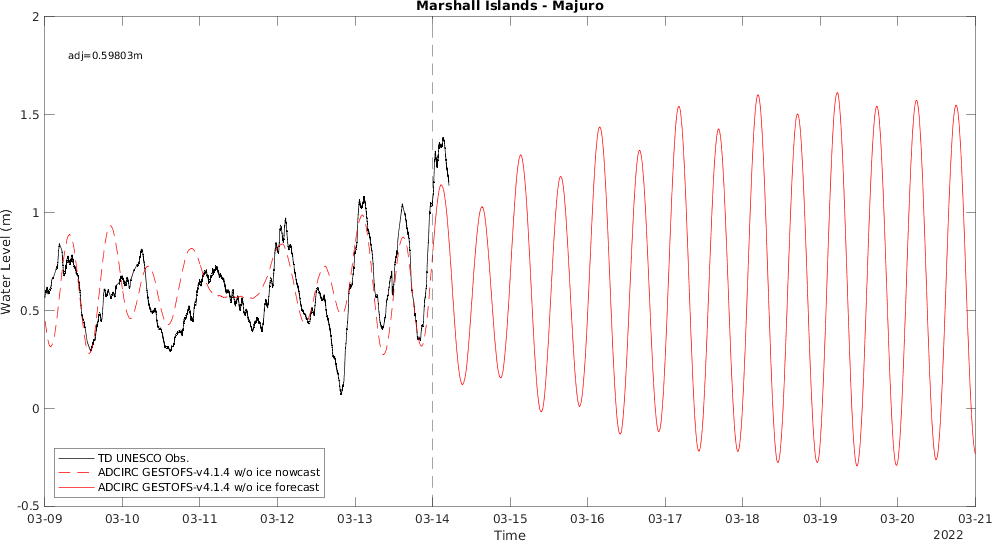 Marshall Islands - Majuro
adj=0.59803m
Water Level (m)
2
1.5
1
0.5
0
-0.5
TD UNESCO Obs.
ADCIRC GESTOFS-v4.1.4 w/o ice nowcast
ADCIRC GESTOFS-v4.1.4 w/o ice forecast
03-09 03-10 03-11 03-12 03-13 03-14 03-15 03-16 03-17 03-18 03-19 03-20 03-21
Time
2022